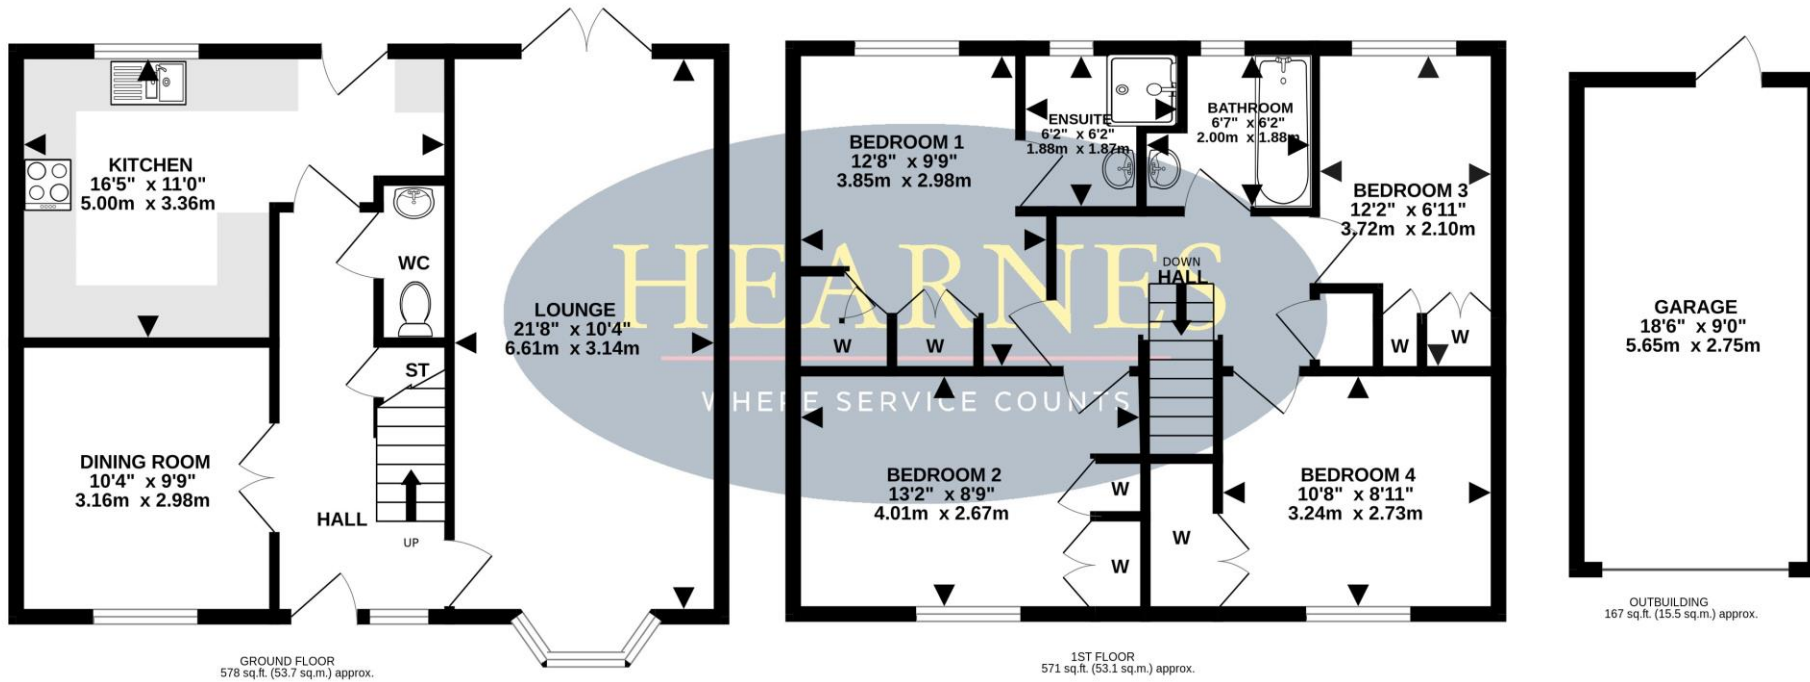 KITCHEN
16'5" x 11'0"
5.00m x 3.36m
WC
ST
LOUNGE
21'8" x 10'4"
6.61m x 3.14m
DINING ROOM
10'4" x 9'9"
3.16m x 2.98m
HALL
UP
GROUND FLOOR
578 sq.ft. (53.7 sq.m.) approx.
HEARNES
WHERE SERVICE COUNTS
BEDROOM 1
12'8" x 9'9"
3.85m x 2.98m
ENSUITE
6'2" x 6'2"
1.88m x 1.87m
BATHROOM
6'7" x 6'2"
2.00m x 1.88m
BEDROOM 3
12'2" x 6'11"
3.72m x 2.10m
DOWN
HALL
W
W
W
W
BEDROOM 2
13'2" x 8'9"
4.01m x 2.67m
W
W
W
BEDROOM 4
10'8" x 8'11"
3.24m x 2.73m
1ST FLOOR
571 sq.ft. (53.1 sq.m.) approx.
GARAGE
18'6" x 9'0"
5.65m x 2.75m
OUTBUILDING
167 sq.ft. (15.5 sq.m.) approx.